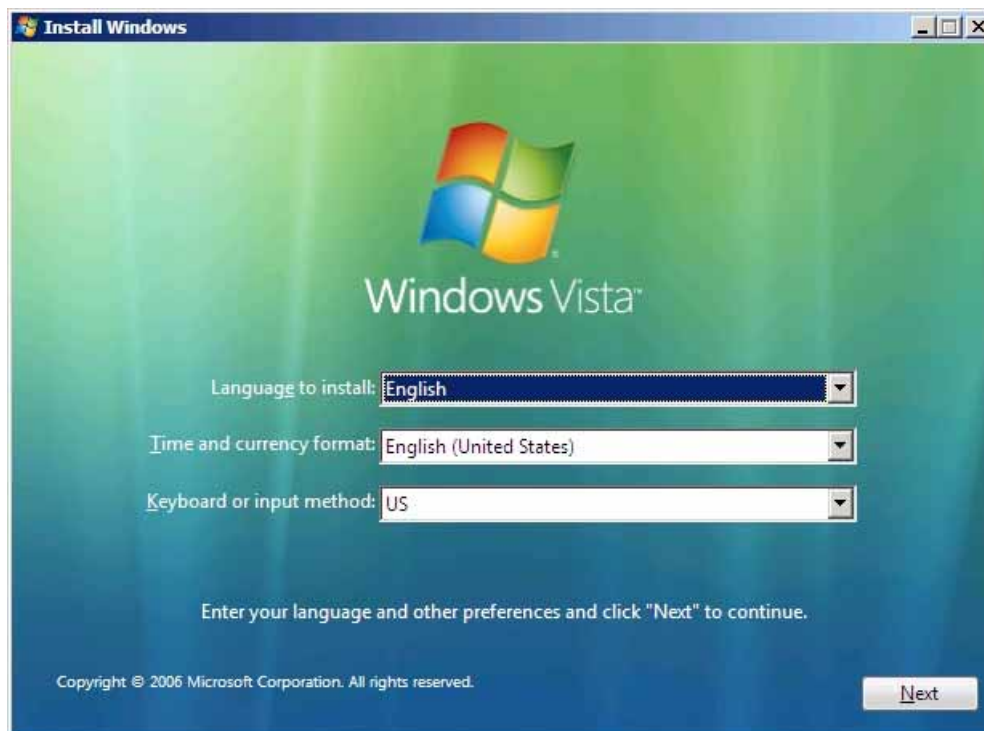 Install Windows
Windows Vista™
Language to install: English
Time and currency format: English (United States)
Keyboard or input method: US
Enter your language and other preferences and click "Next" to continue.
Copyright © 2006 Microsoft Corporation. All rights reserved.
Next